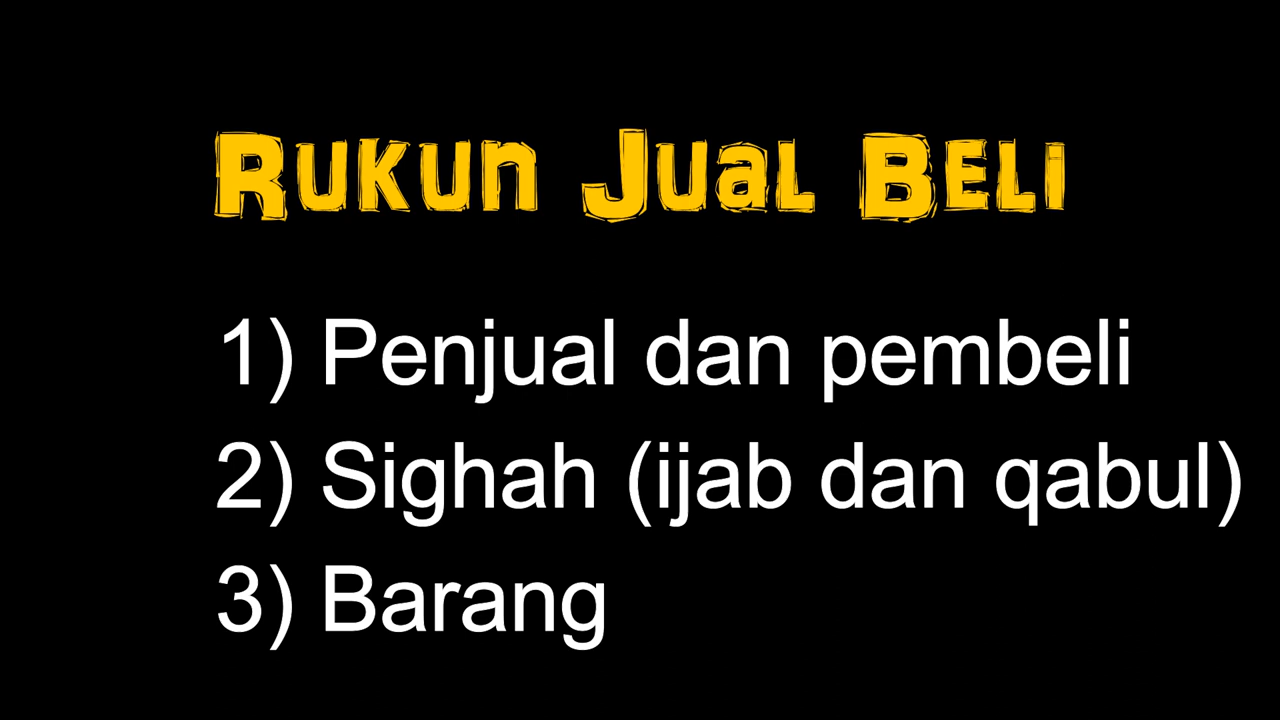 Rukun Jual Beli
1) Penjual dan pembeli
2) Sighah (ijab dan qabul)
3) Barang